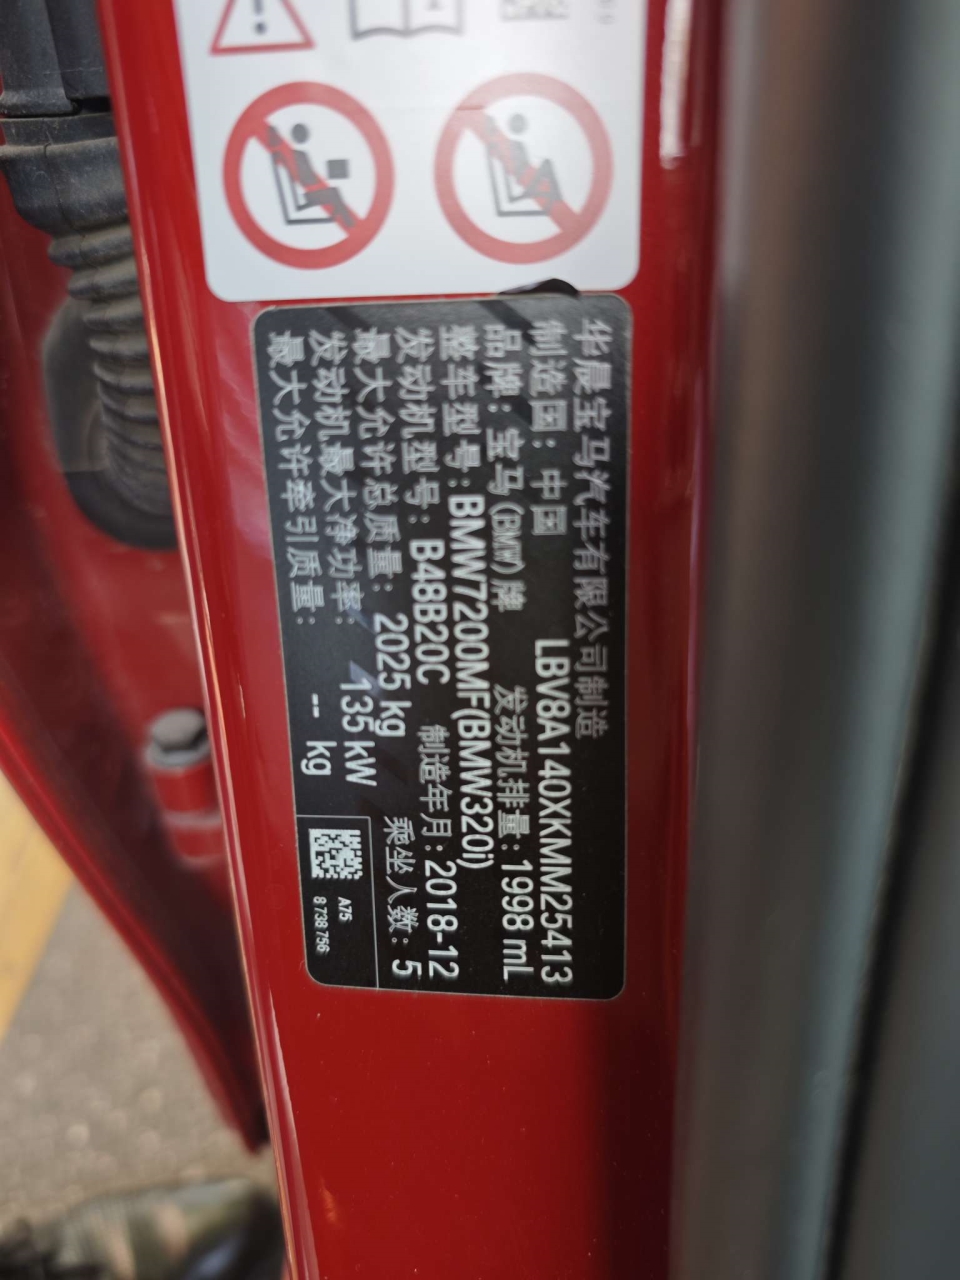 华晨宝马汽车有限公司制造
制造国：中国 LBV8A140XKMM25413
品牌：宝马(BMW)牌 发动机排量：1998 mL
整车型号：BMW7200MF(BMW320i)
发动机型号：B48B20C 制造年月：2018-12
最大允许总质量：2025 kg 乘坐人数：5
发动机最大净功率：135 kW
最大允许牵引质量： -- kg
A75
8 738 756